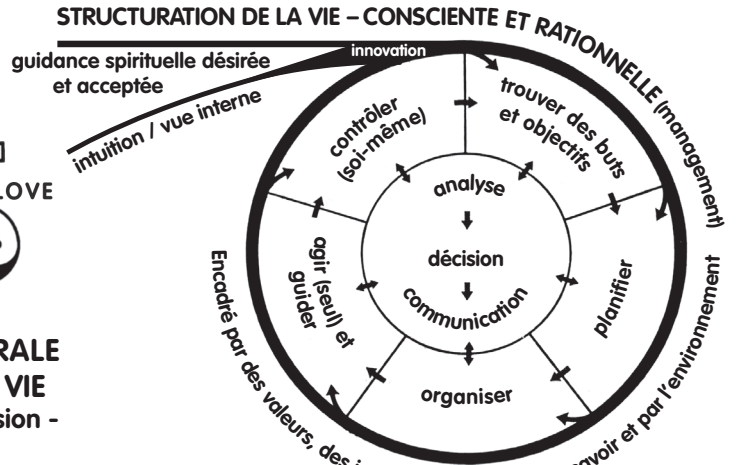 STRUCTURATION DE LA VIE – CONSCIENTE ET RATIONNELLE (management)
guidance spirituelle désirée
et acceptée
innovation
intuition / vue interne
contrôler
(soi-même)
trouver des buts
et objectifs
planifier
organiser
agir (seul) et
guider
analyse
décision
communication
Encadré par des valeurs, des
et par l'environnement
LOVE
RALE
VIE
sion -